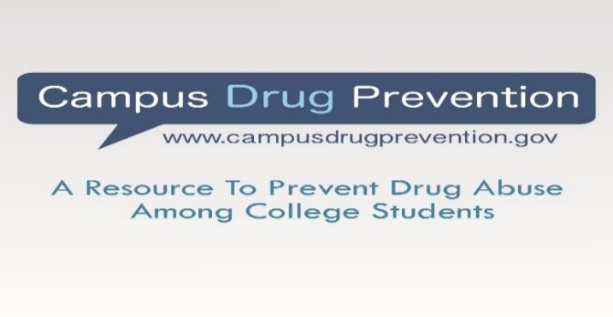 Campus Drug Prevention
www.campusdrugprevention.gov
A Resource To Prevent Drug Abuse
Among College Students